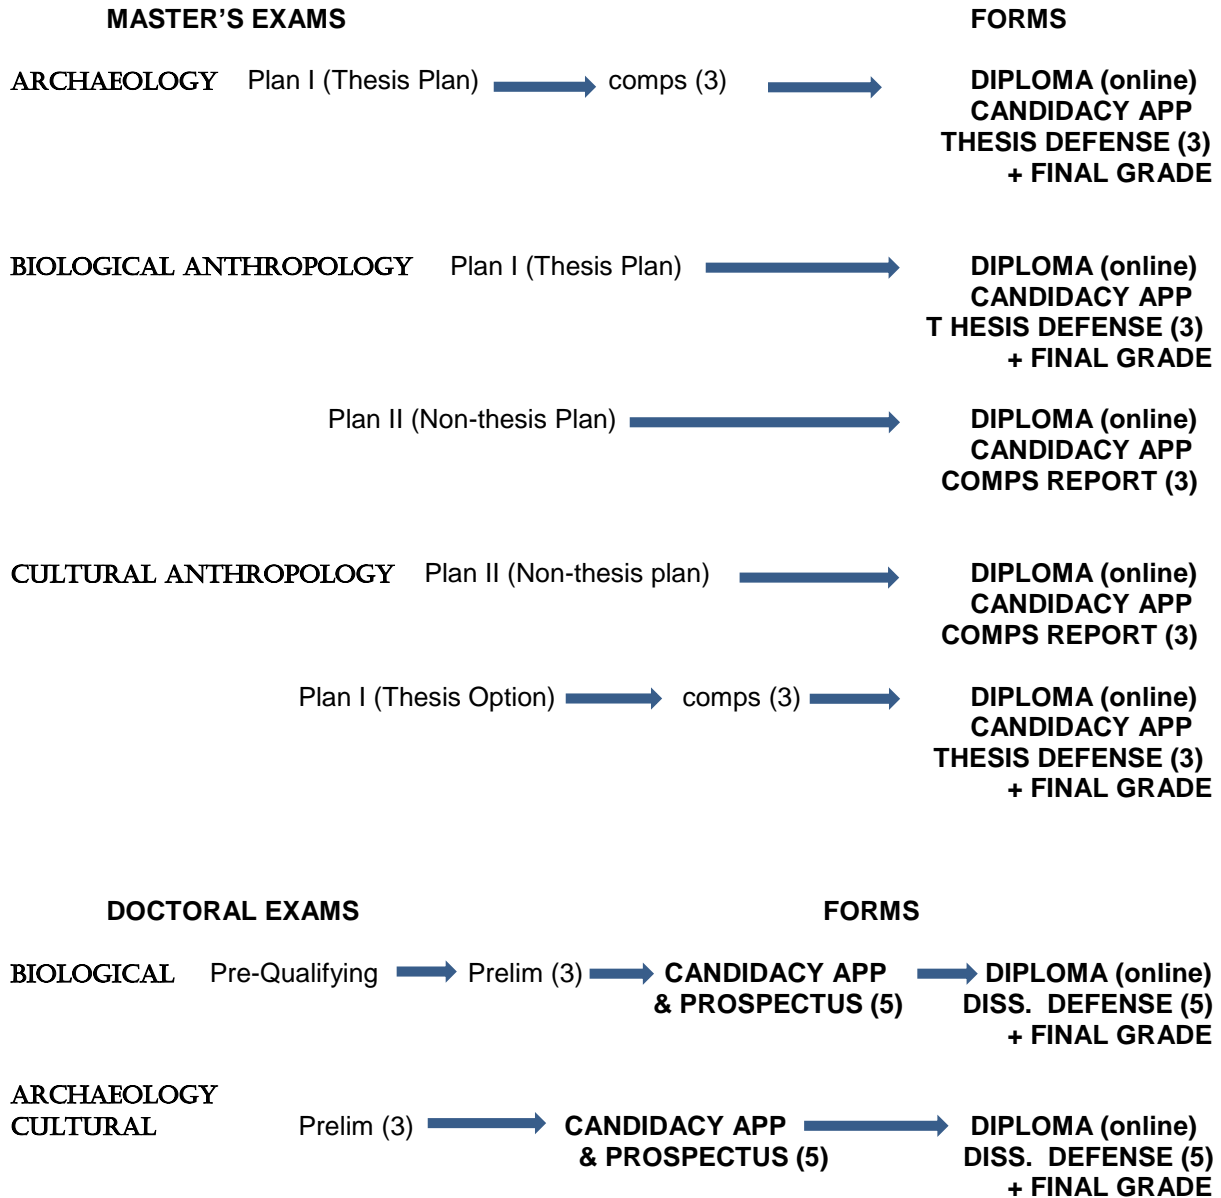 MASTER’S EXAMS FORMS
ARCHAEOLOGY Plan I (Thesis Plan) comps (3) DIPLOMA (online)
CANDIDACY APP
THESIS DEFENSE (3)
+ FINAL GRADE
BIOLOGICAL ANTHROPOLOGY Plan I (Thesis Plan) DIPLOMA (online)
CANDIDACY APP
T HESIS DEFENSE (3)
+ FINAL GRADE
Plan II (Non-thesis Plan) DIPLOMA (online)
CANDIDACY APP
COMPS REPORT (3)
CULTURAL ANTHROPOLOGY Plan II (Non-thesis plan) DIPLOMA (online)
CANDIDACY APP
COMPS REPORT (3)
Plan I (Thesis Option) comps (3) DIPLOMA (online)
CANDIDACY APP
THESIS DEFENSE (3)
+ FINAL GRADE
DOCTORAL EXAMS FORMS
BIOLOGICAL Pre-Qualifying Prelim (3) CANDIDACY APP DIPLOMA (online)
& PROSPECTUS (5) DISS. DEFENSE (5)
+ FINAL GRADE
ARCHAEOLOGY
CULTURAL Prelim (3) CANDIDACY APP DIPLOMA (online)
& PROSPECTUS (5) DISS. DEFENSE (5)
+ FINAL GRADE